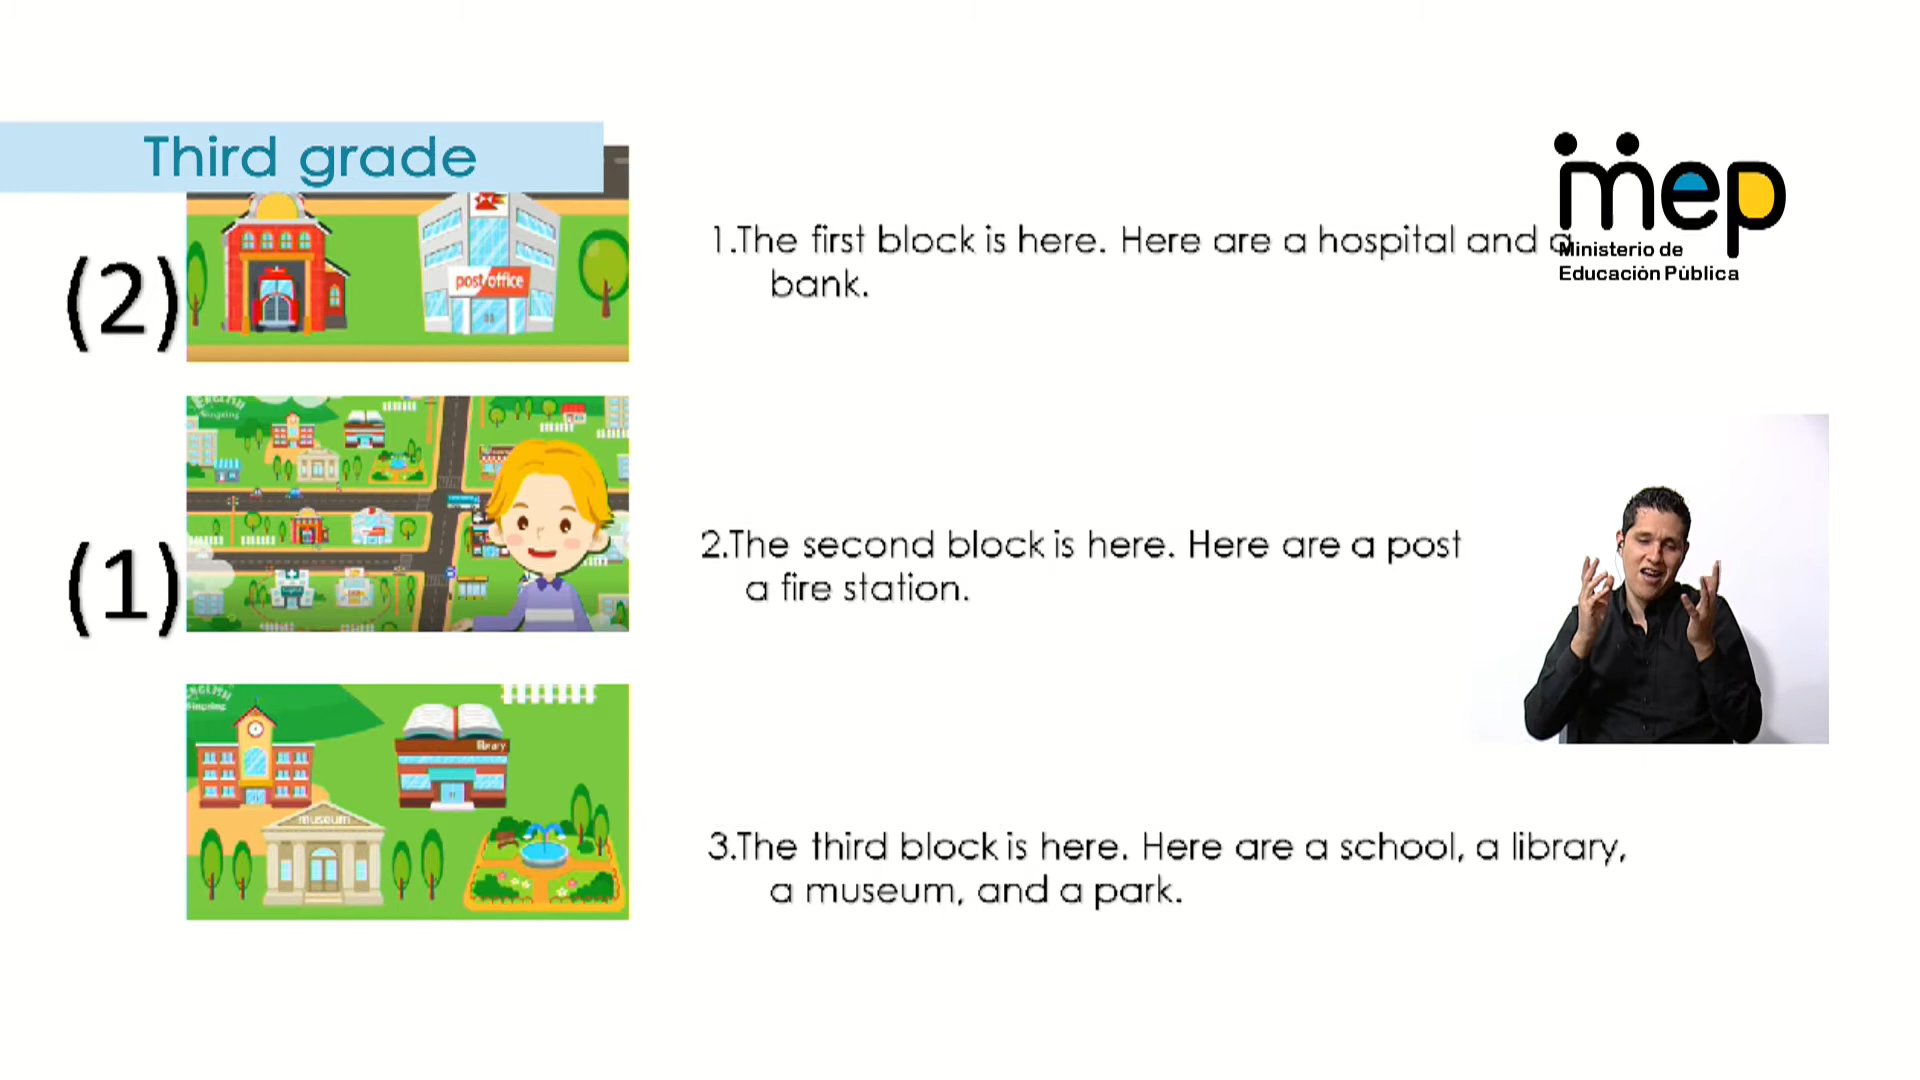 Third grade
mep
Ministerio de
Educación Pública
(2)
post office
1.The first block is here. Here are a hospital and a
bank.
(1)
2.The second block is here. Here are a post
a fire station.
library
museum
3.The third block is here. Here are a school, a library,
a museum, and a park.